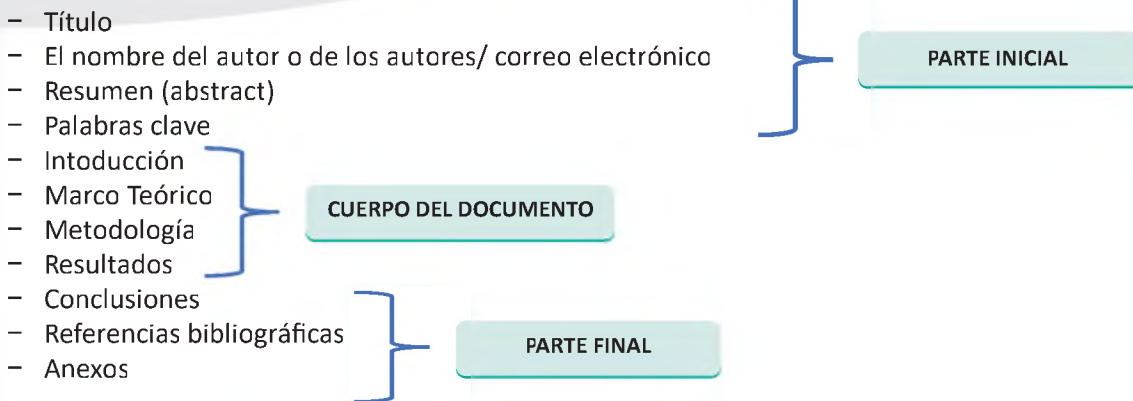 – Título
– El nombre del autor o de los autores/ correo electrónico
PARTE INICIAL
– Resumen (abstract)
– Palabras clave
– Intoducción
– Marco Teórico
CUERPO DEL DOCUMENTO
– Metodología
– Resultados
– Conclusiones
– Referencias bibliográficas
PARTE FINAL
– Anexos